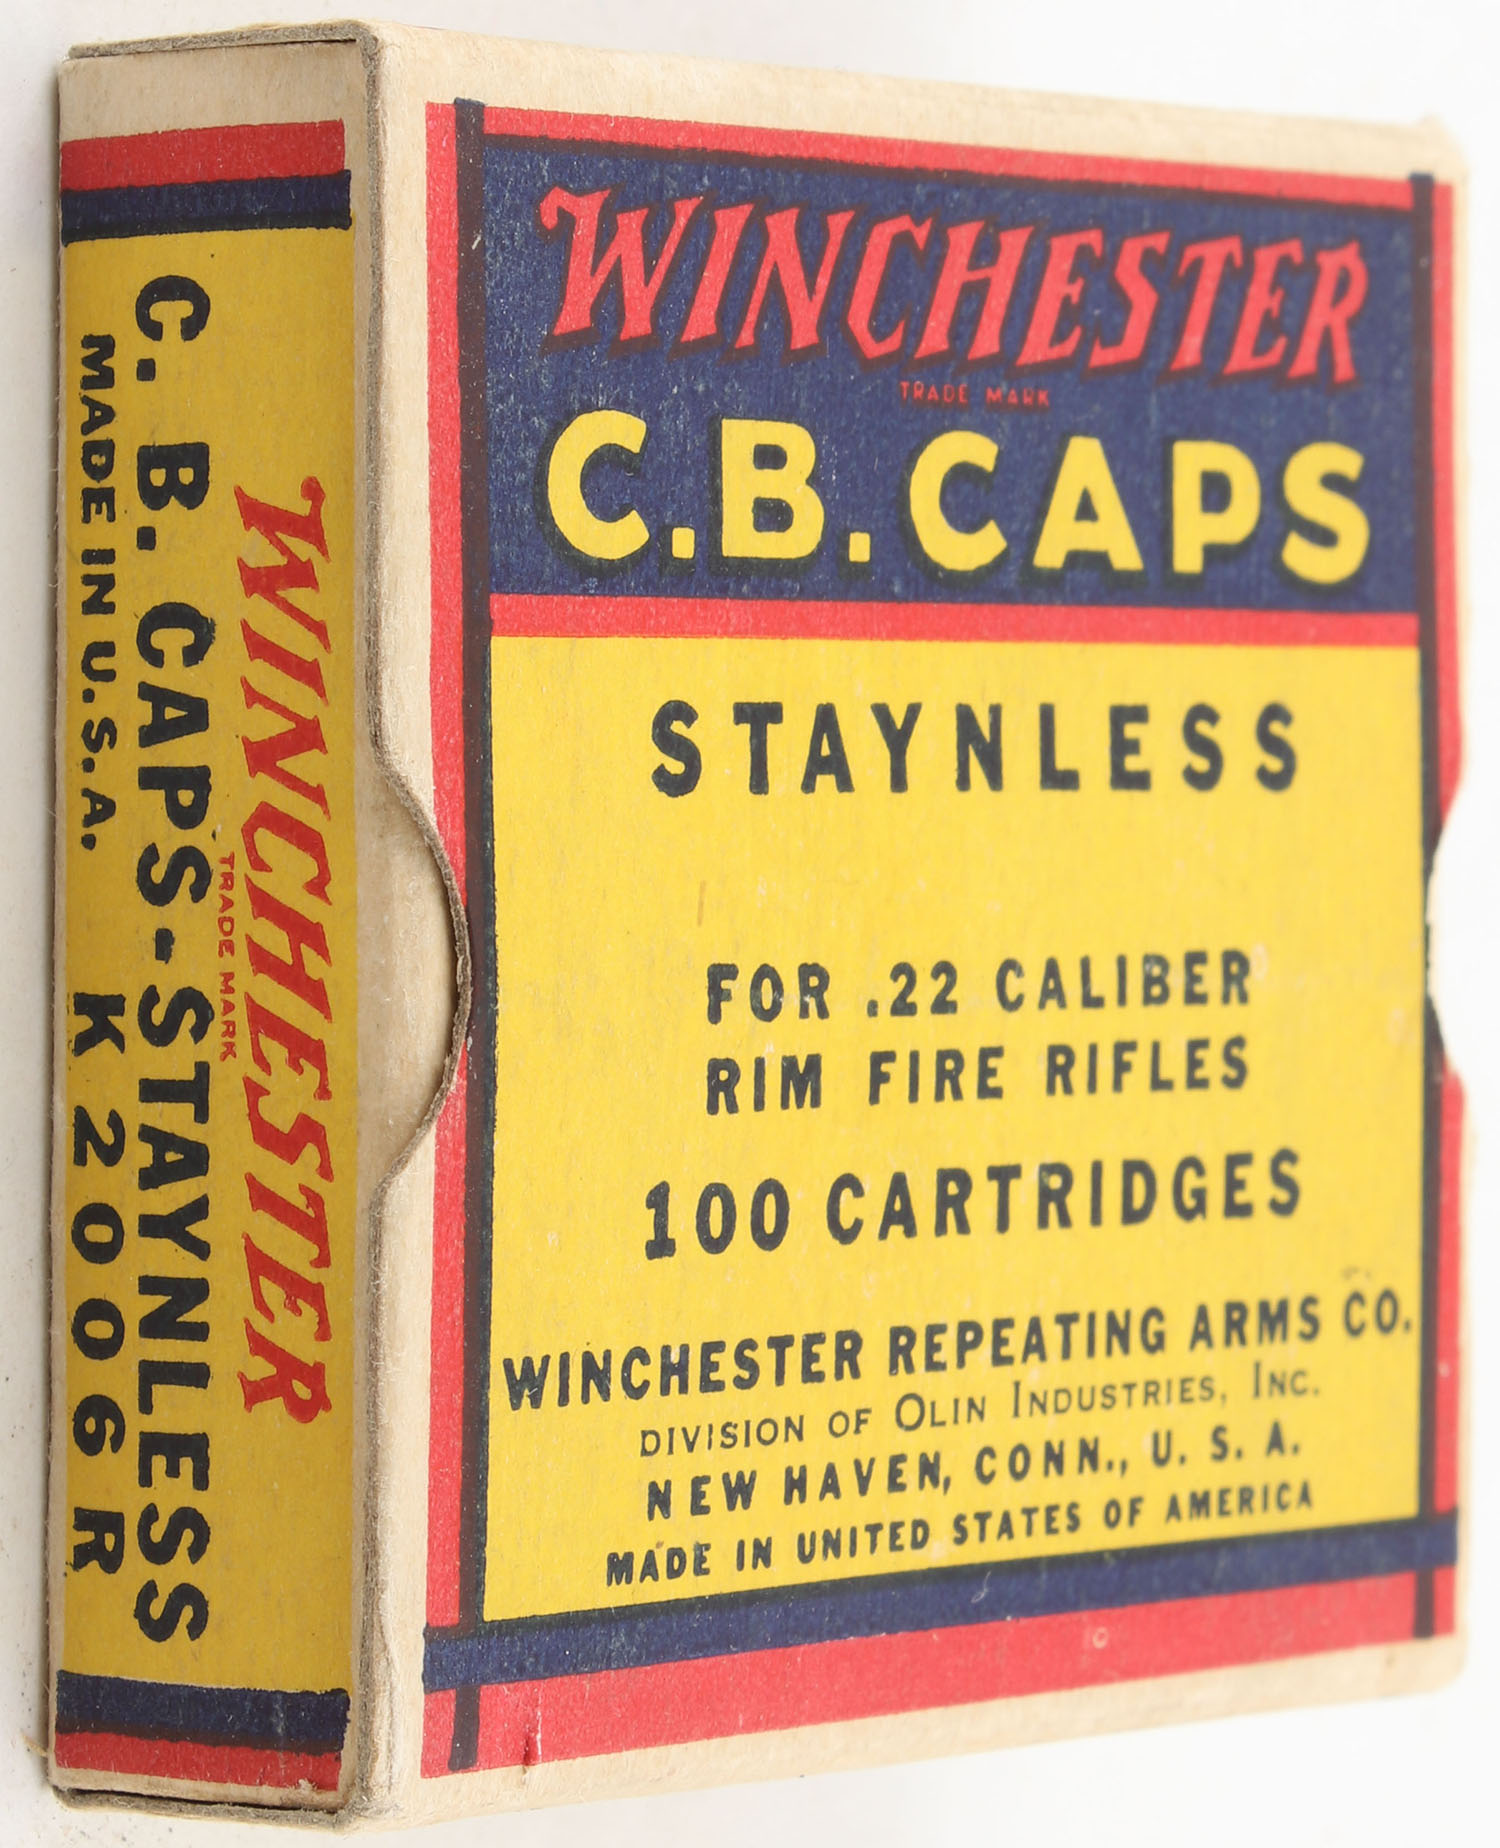 WINCHESTER
TRADE MARK
C.B. CAPS
STAYNLESS
FOR .22 CALIBER
RIM FIRE RIFLES
100 CARTRIDGES
WINCHESTER REPEATING ARMS CO.
DIVISION OF OLIN INDUSTRIES, INC.
NEW HAVEN, CONN., U. S. A.
MADE IN UNITED STATES OF AMERICA
WINCHESTER
TRADE MARK
C. B. CAPS-STAYNLESS
MADE IN U.S.A. K2006R